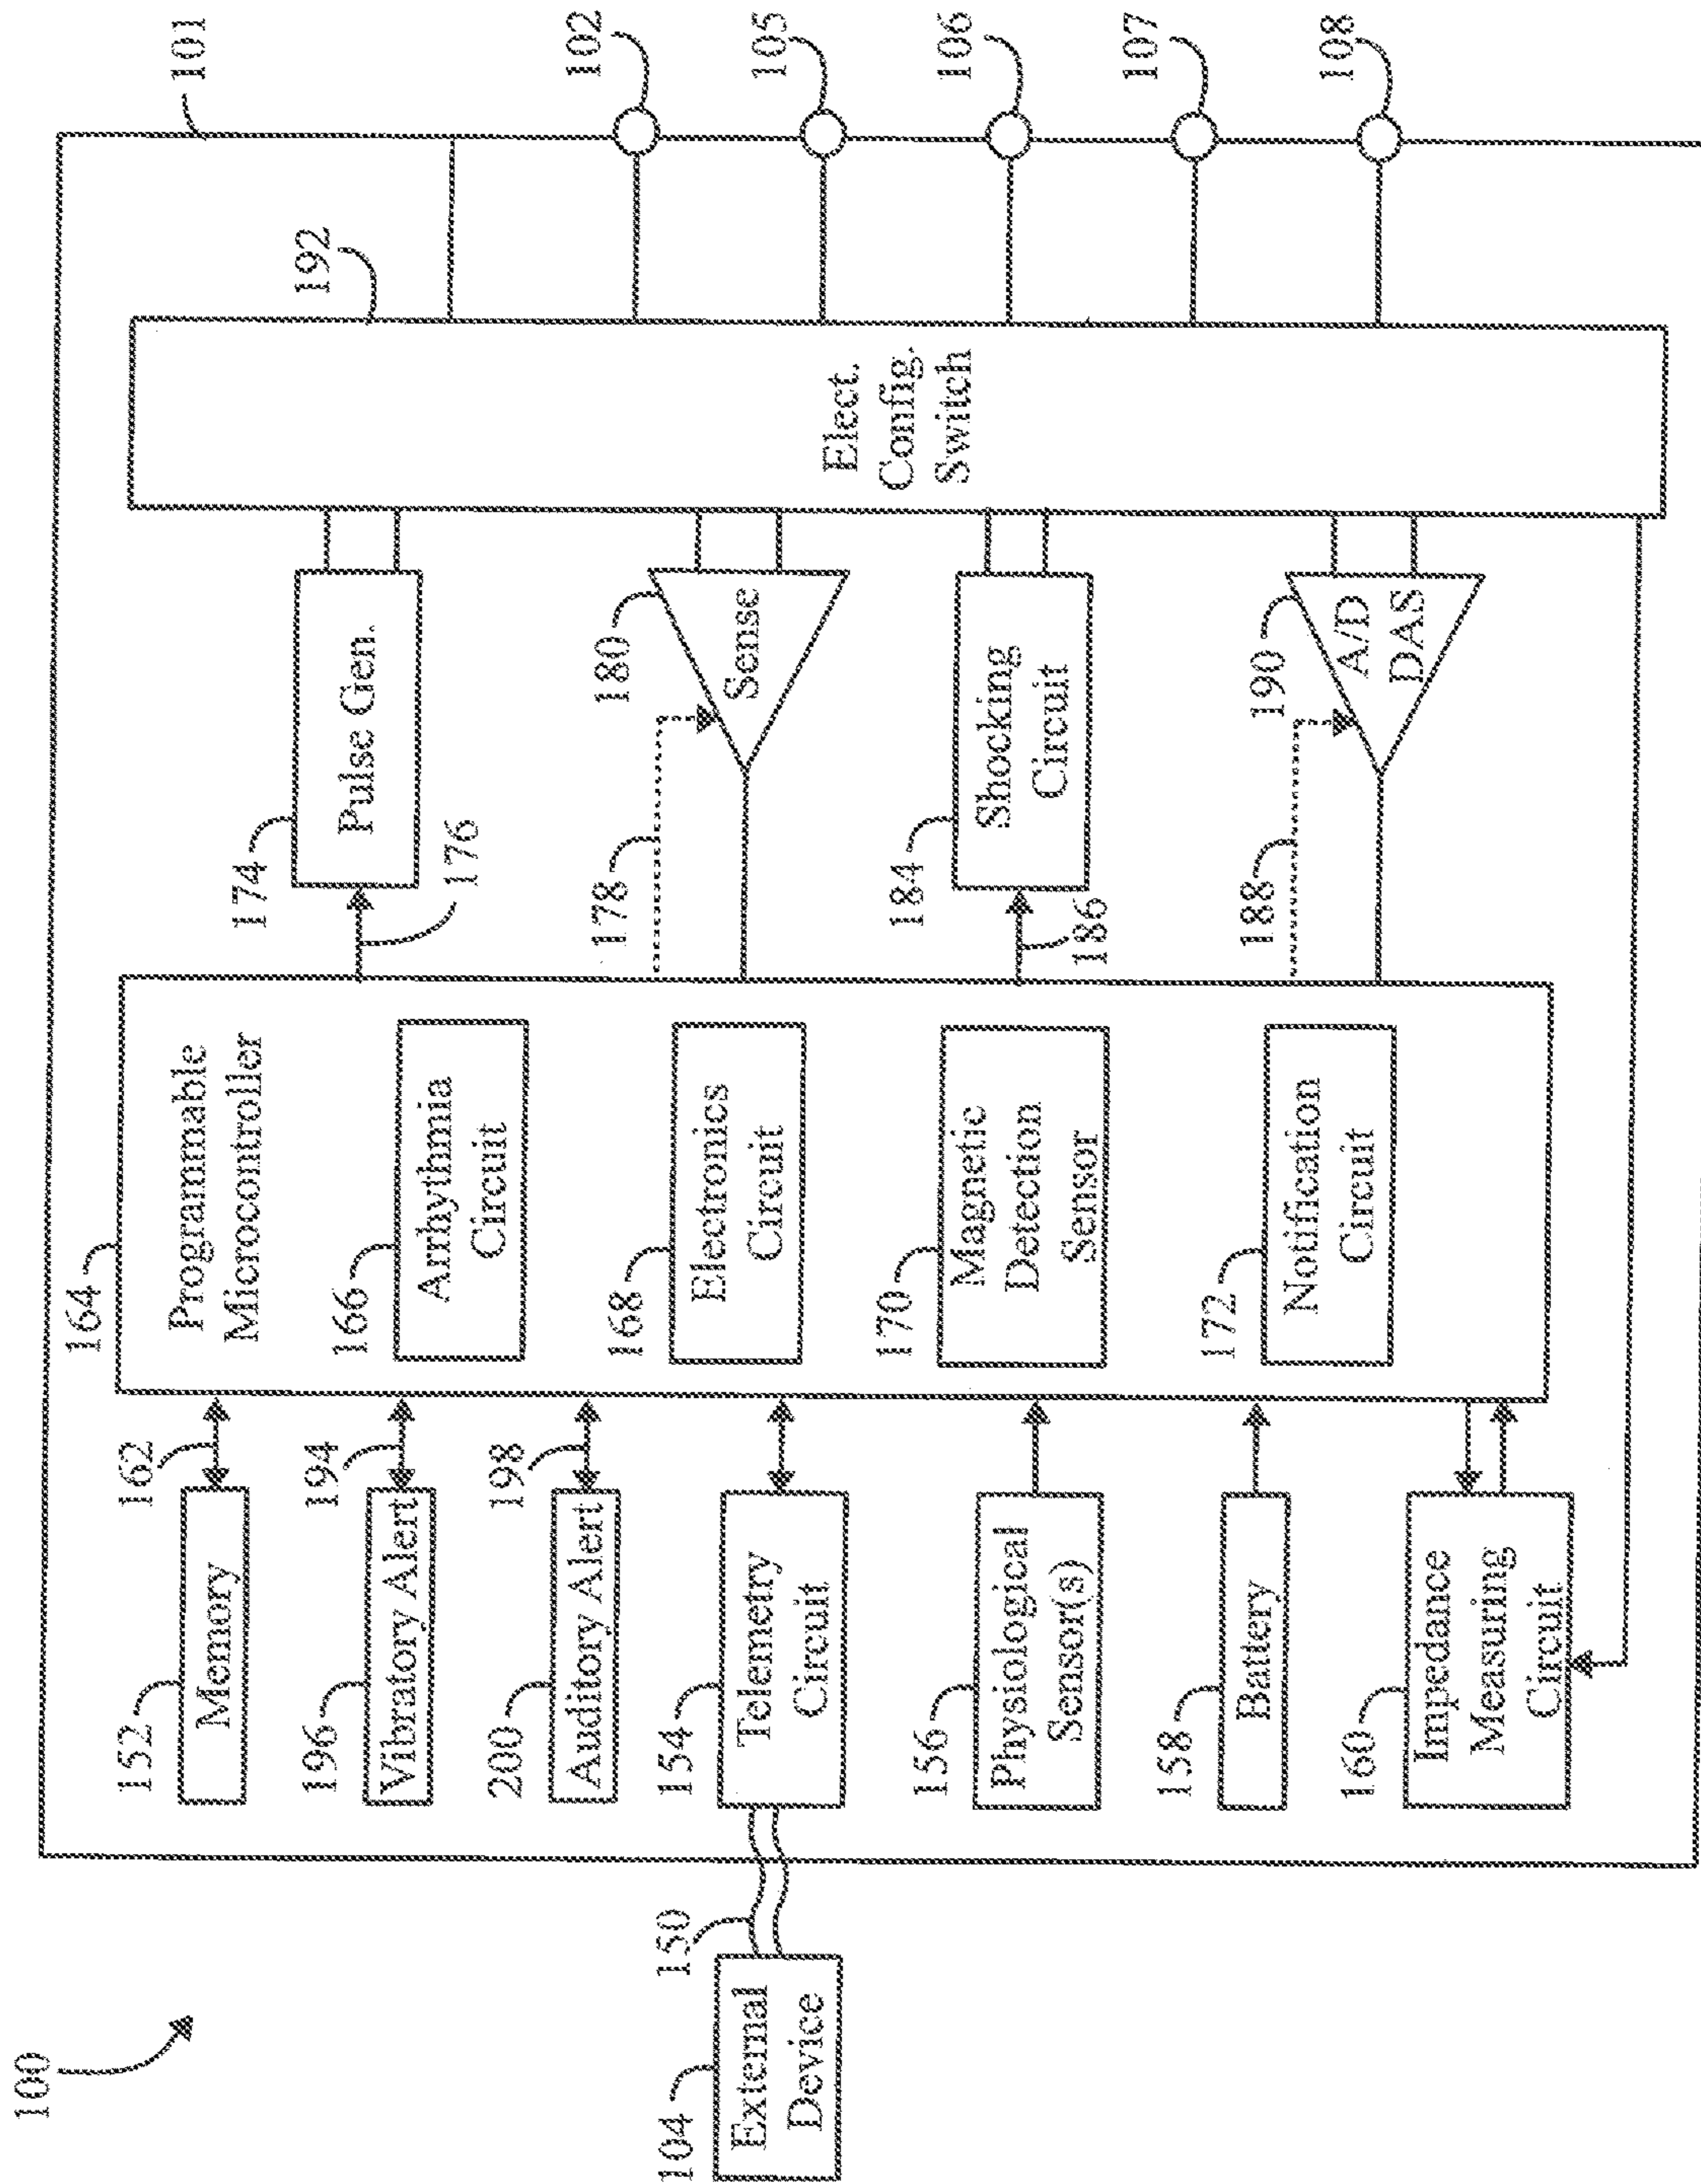 100
104
External
Device
150
101
152
Memory
162
196
Vibratory Alert
194
200
Auditory Alert
198
154
Telemetry
Circuit
156
Physiological
Sensor(s)
158
Battery
160
Impedance
Measuring
Circuit
164
Programmable
Microcontroller
166
Arrhythmia
Circuit
168
Electronics
Circuit
170
Magnetic
Detection
Sensor
172
Notification
Circuit
174
Pulse Gen.
176
178
180
Sense
184
Shocking
Circuit
186
188
190
A/D
DAS
192
Elect.
Config.
Switch
102
105
106
107
108